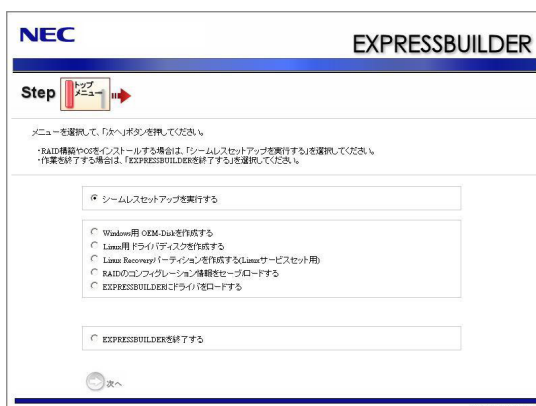 NEC
EXPRESSBUILDER
Step トップ
メニュー
メニューを選択して、「次へ」ボタンを押してください。
・RAID構築やOSをインストールする場合は、「シームレスセットアップを実行する」を選択してください。
・作業を終了する場合は、「EXPRESSBUILDERを終了する」を選択してください。
シームレスセットアップを実行する
Windows用 OEM-Diskを作成する
Linux用 ドライバディスクを作成する
Linux Recoveryパーティションを作成する(Linuxサービスセット用)
RAIDのコンフィグレーション情報をセーブ/ロードする
EXPRESSBUILDERにドライバをロードする
EXPRESSBUILDERを終了する
次へ